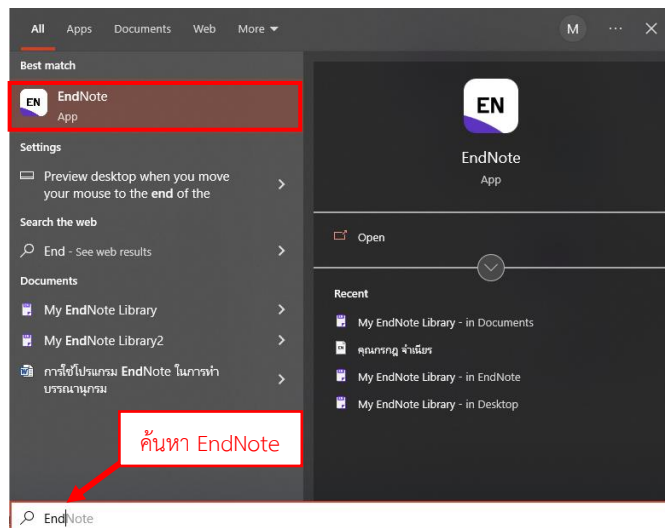 All Apps Documents Web More
M ...
Best match
EN EndNote
App
Settings
Preview desktop when you move
your mouse to the end of the
Search the web
End - See web results
Documents
My EndNote Library
My EndNote Library2
การใช้โปรแกรม EndNote ในการทำ
บรรณานุกรม
ค้นหา EndNote
EndNote
EN
EndNote
App
Open
Recent
My EndNote Library - in Documents
คุณกรกฎ จำเนียร
My EndNote Library - in EndNote
My EndNote Library - in Desktop